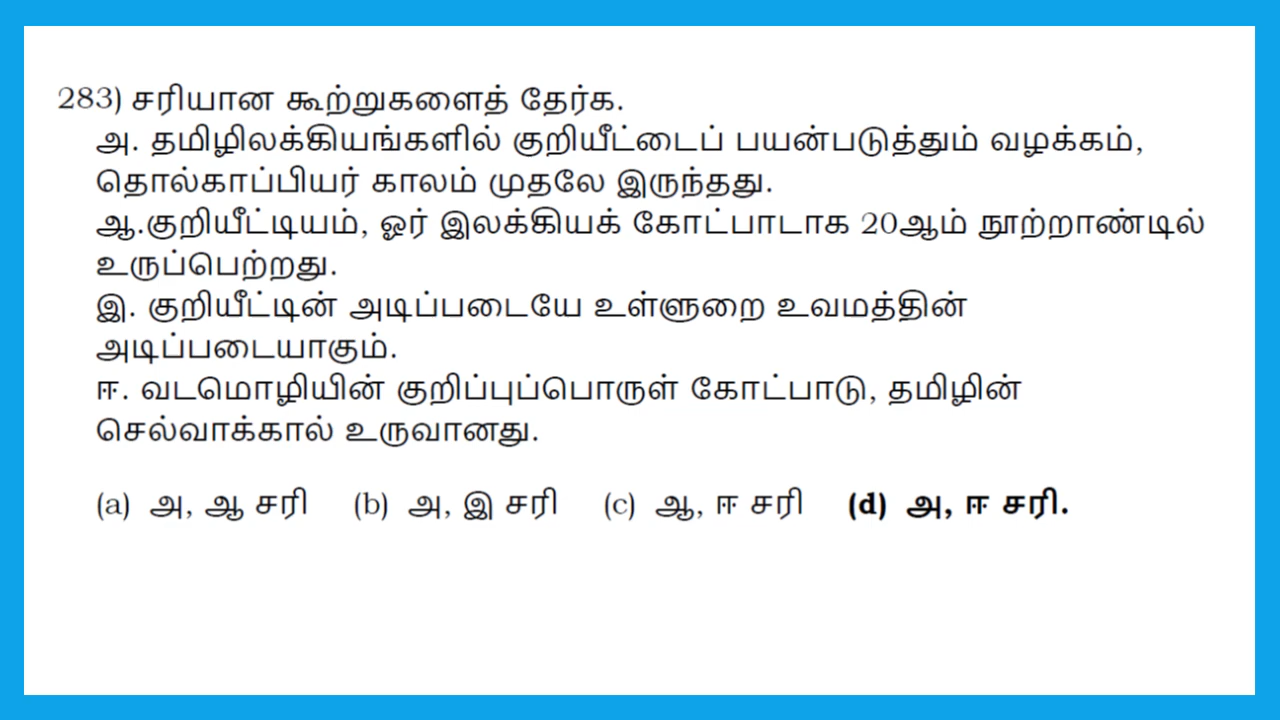 283) சரியான கூற்றுகளைத் தேர்க.
அ. தமிழிலக்கியங்களில் குறியீட்டைப் பயன்படுத்தும் வழக்கம்,
தொல்காப்பியர் காலம் முதலே இருந்தது.
ஆ.குறியீட்டியம், ஓர் இலக்கியக் கோட்பாடாக 20ஆம் நூற்றாண்டில்
உருப்பெற்றது.
இ. குறியீட்டின் அடிப்படையே உள்ளுறை உவமத்தின்
அடிப்படையாகும்.
ஈ. வடமொழியின் குறிப்புப்பொருள் கோட்பாடு, தமிழின்
செல்வாக்கால் உருவானது.
(a) அ, ஆ சரி (b) அ, இ சரி (c) ஆ, ஈ சரி (d) அ, ஈ சரி.